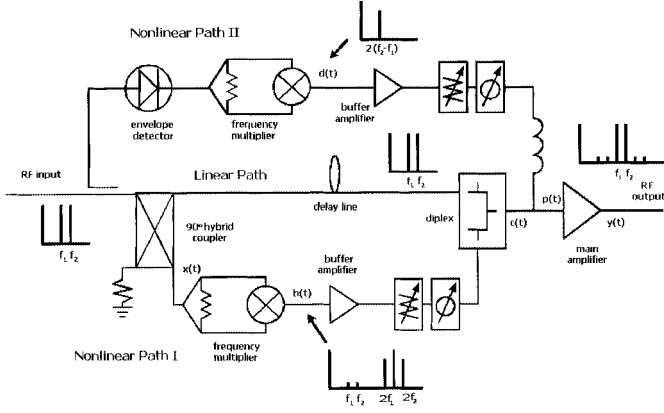 Nonlinear Path II
2(f₂-f₁)
d(t)
buffer
amplifier
envelope
detector
frequency
multiplier
RF input
Linear Path
f₁ f₂
f₁ f₂
RF
output
delay line
diplex
c(t)
p(t)
y(t)
f₁ f₂
90° hybrid
coupler
main
amplifier
buffer
amplifier
x(t)
h(t)
Nonlinear Path I
frequency
multiplier
f₁ f₂ 2f₁ 2f₂